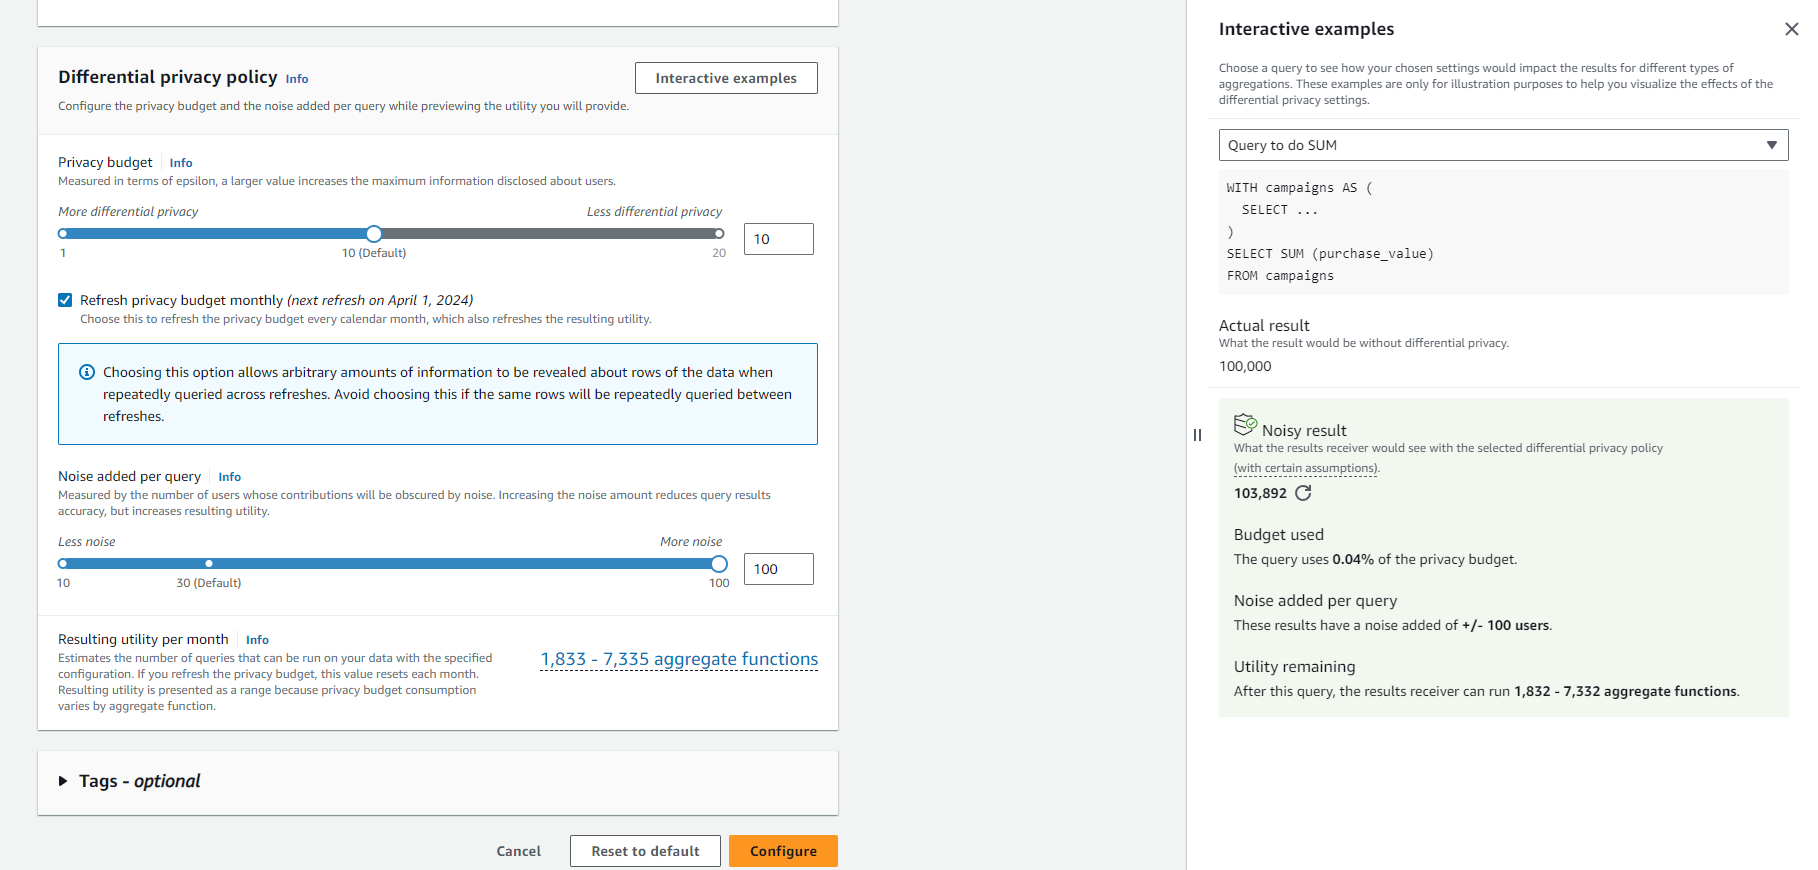 Differential privacy policy Info
Interactive examples
Configure the privacy budget and the noise added per query while previewing the utility you will provide.
Privacy budget Info
Measured in terms of epsilon, a larger value increases the maximum information disclosed about users.
More differential privacy
Less differential privacy
10
1
10 (Default)
20
Refresh privacy budget monthly (next refresh on April 1, 2024)
Choose this to refresh the privacy budget every calendar month, which also refreshes the resulting utility.
Choosing this option allows arbitrary amounts of information to be revealed about rows of the data when
repeatedly queried across refreshes. Avoid choosing this if the same rows will be repeatedly queried between
refreshes.
Noise added per query Info
Measured by the number of users whose contributions will be obscured by noise. Increasing the noise amount reduces query results
accuracy, but increases resulting utility.
Less noise
More noise
100
10
30 (Default)
100
Resulting utility per month Info
Estimates the number of queries that can be run on your data with the specified
configuration. If you refresh the privacy budget, this value resets each month.
Resulting utility is presented as a range because privacy budget consumption
varies by aggregate function.
1,833 - 7,335 aggregate functions
Tags - optional
Cancel
Reset to default
Configure
Interactive examples
Choose a query to see how your chosen settings would impact the results for different types of
aggregations. These examples are only for illustration purposes to help you visualize the effects of the
differential privacy settings.
Query to do SUM
WITH campaigns AS (
SELECT ...
)
SELECT SUM (purchase_value)
FROM campaigns
Actual result
What the result would be without differential privacy.
100,000
Noisy result
What the results receiver would see with the selected differential privacy policy
(with certain assumptions).
103,892
Budget used
The query uses 0.04% of the privacy budget.
Noise added per query
These results have a noise added of +/- 100 users.
Utility remaining
After this query, the results receiver can run 1,832 - 7,332 aggregate functions.